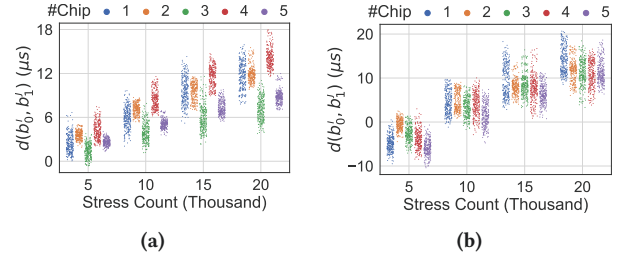 #Chip 1 2 3 4 5
18
12
6
0
d(b′0, b′1) (μs)
5 10 15 20
Stress Count (Thousand)
(a)
#Chip 1 2 3 4 5
20
10
0
−10
d(b′0, b′1) (μs)
5 10 15 20
Stress Count (Thousand)
(b)